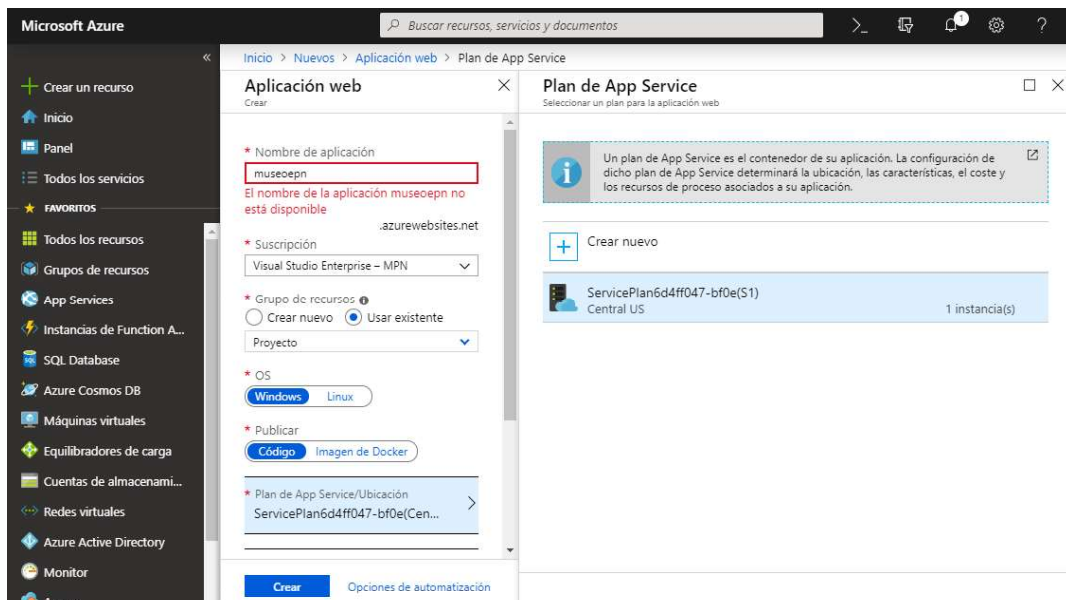 Microsoft Azure
Buscar recursos, servicios y documentos
>_
1
?
«
Crear un recurso
Inicio
Panel
Todos los servicios
FAVORITOS
Todos los recursos
Grupos de recursos
App Services
Instancias de Function A...
SQL Database
Azure Cosmos DB
Máquinas virtuales
Equilibradores de carga
Cuentas de almacenami...
Redes virtuales
Azure Active Directory
Monitor
Inicio > Nuevos > Aplicación web > Plan de App Service
Aplicación web
Crear
* Nombre de aplicación
museoepn
El nombre de la aplicación museoepn no
está disponible
.azurewebsites.net
* Suscripción
Visual Studio Enterprise – MPN
* Grupo de recursos
Crear nuevo Usar existente
Proyecto
* OS
Windows Linux
* Publicar
Código Imagen de Docker
* Plan de App Service/Ubicación
ServicePlan6d4ff047-bf0e(Cen...
Crear Opciones de automatización
Plan de App Service
Seleccionar un plan para la aplicación web
Un plan de App Service es el contenedor de su aplicación. La configuración de
dicho plan de App Service determinará la ubicación, las características, el coste y
los recursos de proceso asociados a su aplicación.
Crear nuevo
ServicePlan6d4ff047-bf0e(S1)
Central US 1 instancia(s)